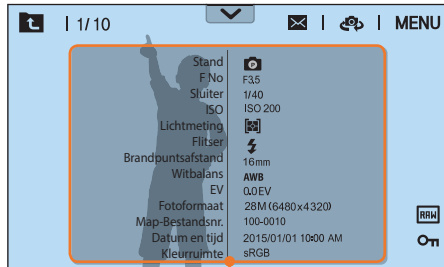 1/10 MENU
Stand P
F No F3.5
Sluiter 1/40
ISO ISO 200
Lichtmeting
Flitser
Brandpuntsafstand 16mm
Witbalans AWB
EV 0.0 EV
Fotoformaat 28M (6480x4320)
Map-Bestandsnr. 100-0010
Datum en tijd 2015/01/01 10:00 AM
Kleurruimte sRGB
RAW